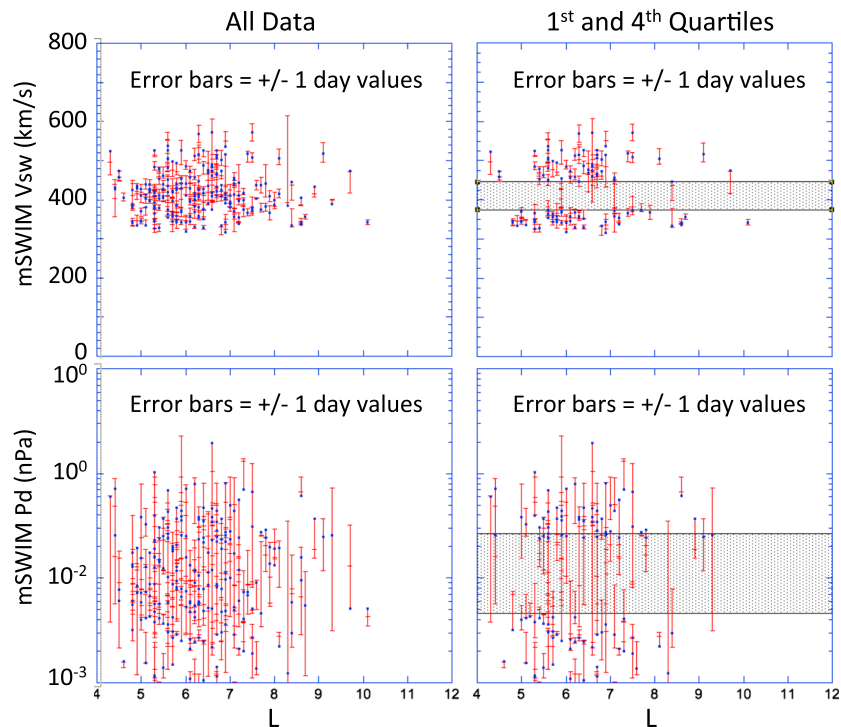 All Data
1st and 4th Quartiles
mSWIM Vsw (km/s)
800
600
400
200
0
Error bars = +/- 1 day values
Error bars = +/- 1 day values
mSWIM Pd (nPa)
10^0
10^0
10^-2
10^-3
Error bars = +/- 1 day values
Error bars = +/- 1 day values
4 5 6 7 8 9 10 11 12
4 5 6 7 8 9 10 11 12
L
L